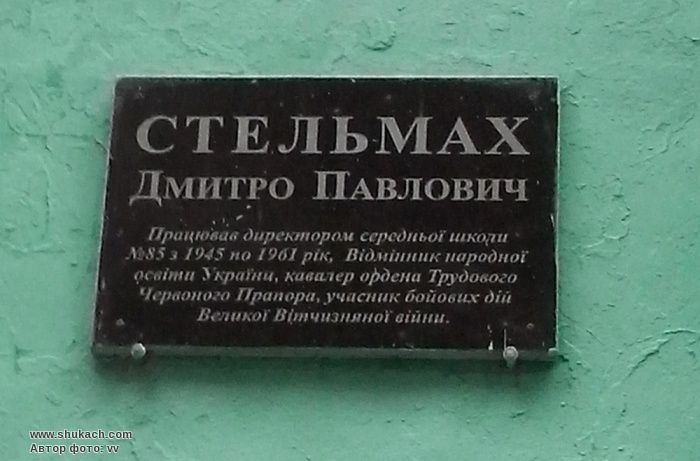 СТЕЛЬМАХ
ДМИТРО ПАВЛОВИЧ
Працював директором середньої школи
№85 з 1945 по 1961 рік, Відмінник народної
освіти України, кавалер ордена Трудового
Червоного Прапора, учасник бойових дій
Великої Вітчизняної війни.
www.shukach.com
Автор фото: vv